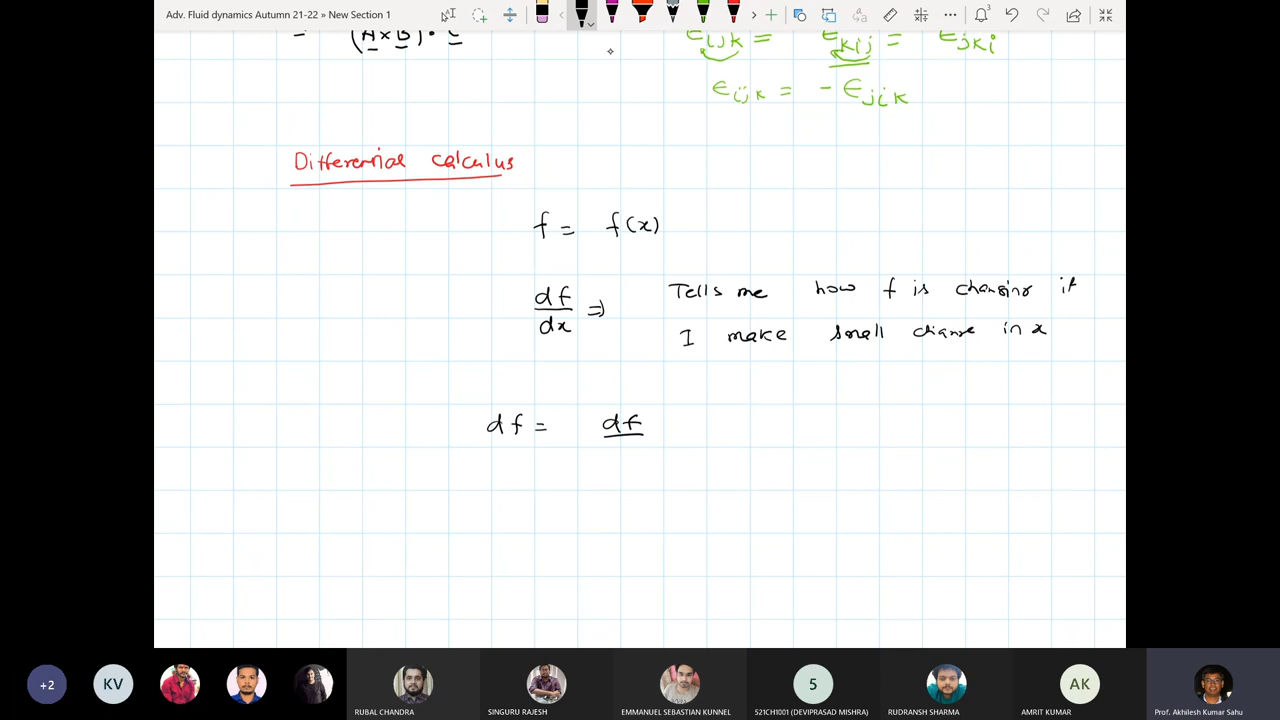 Adv. Fluid dynamics Autumn 21-22 » New Section 1
= (A×B)•C
ϵijk = ϵkij = ϵjki
ϵijk = - ϵjik
Differential calculus
f = f(x)
df/dx ⇒ Tells me how f is changing if
I make small change in x
df = df
+2
KV
5
AK
RUBAL CHANDRA
SINGURU RAJESH
EMMANUEL SEBASTIAN KUNNEL
521CH1001 (DEVIPRASAD MISHRA)
RUDRANSH SHARMA
AMRIT KUMAR
Prof. Akhilesh Kumar Sahu